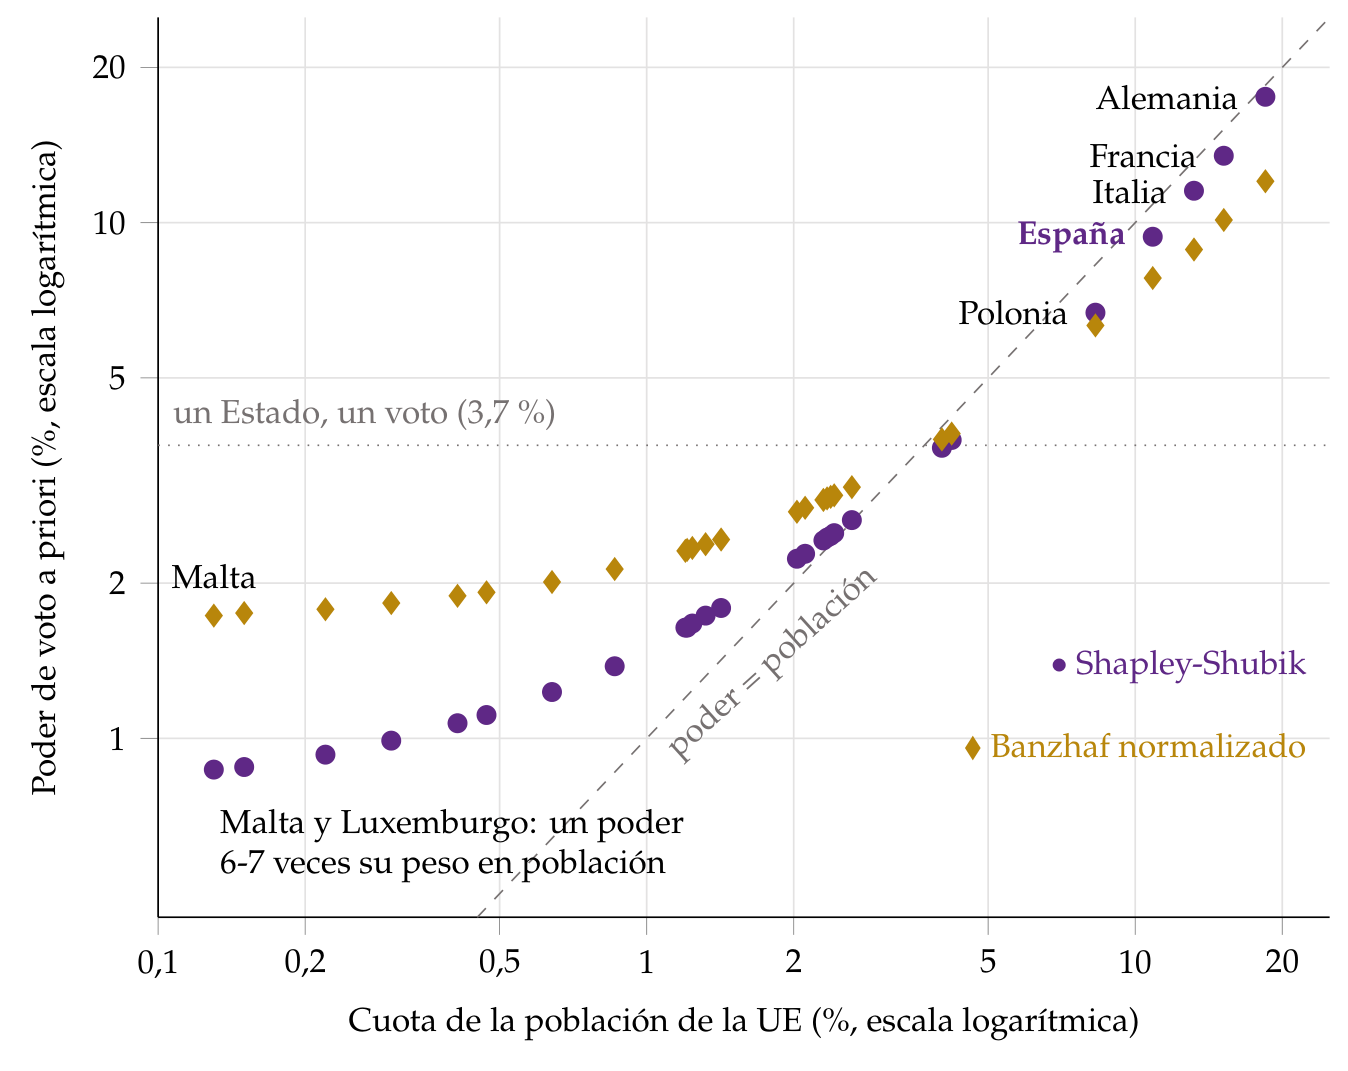 20
10
5
2
1
Poder de voto a priori (%, escala logarítmica)
Alemania
Francia
Italia
España
Polonia
un Estado, un voto (3,7 %)
Malta
poder = población
Shapley-Shubik
Banzhaf normalizado
Malta y Luxemburgo: un poder
6-7 veces su peso en población
0,1 0,2 0,5 1 2 5 10 20
Cuota de la población de la UE (%, escala logarítmica)